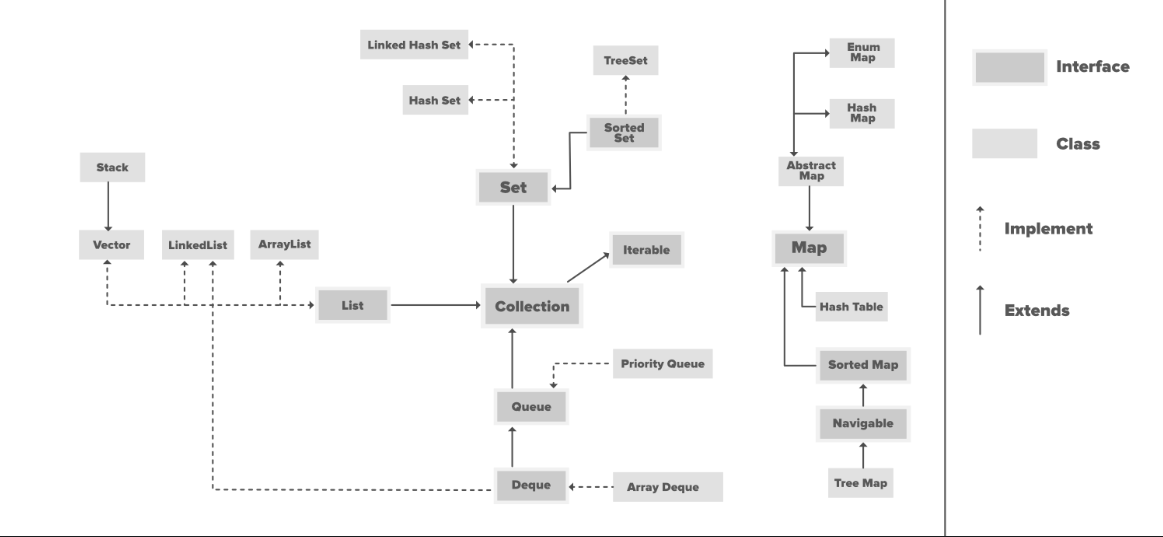 Linked Hash Set
Hash Set
TreeSet
Sorted
Set
Stack
Set
Vector
LinkedList
ArrayList
Iterable
List
Collection
Priority Queue
Queue
Deque
Array Deque
Enum
Map
Hash
Map
Abstract
Map
Map
Hash Table
Sorted Map
Navigable
Tree Map
Interface
Class
Implement
Extends